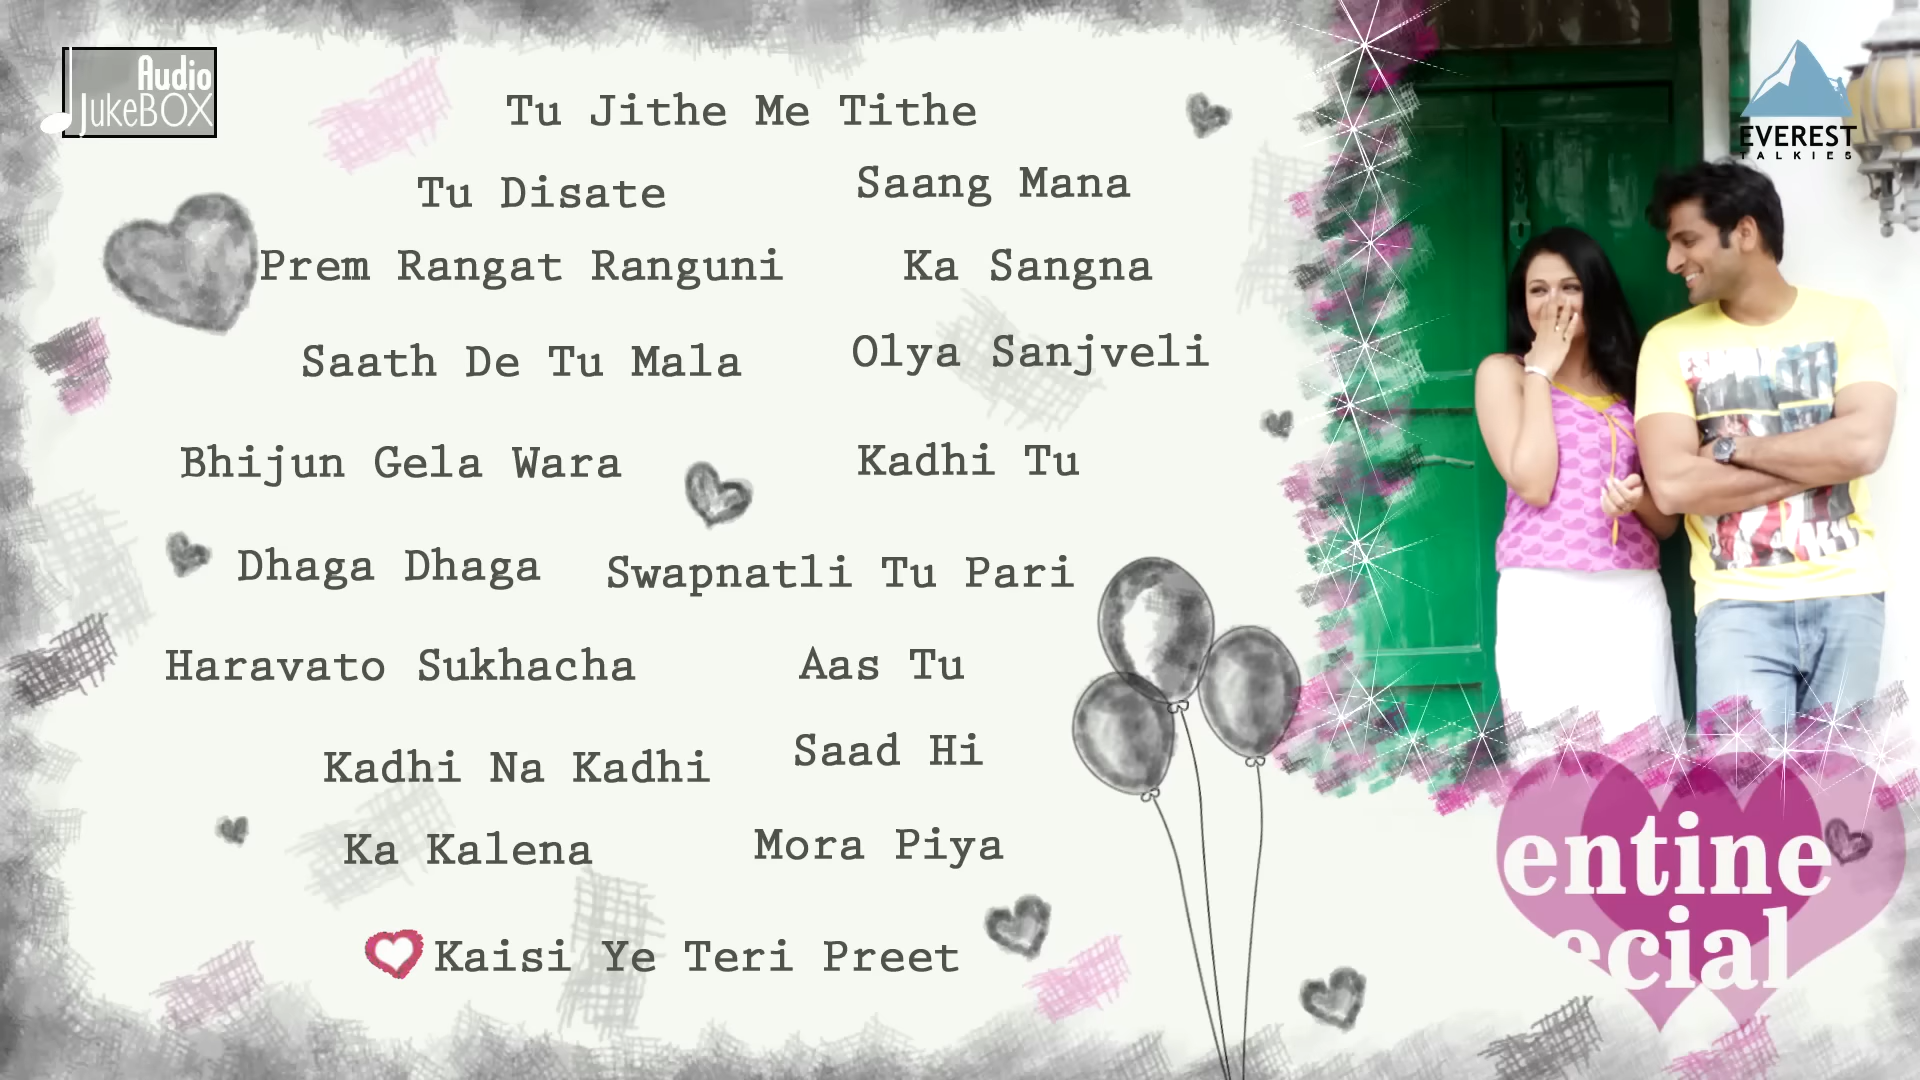 Audio
JukeBOX
EVEREST
TALKIES
Tu Jithe Me Tithe
Tu Disate
Saang Mana
Prem Rangat Ranguni
Ka Sangna
Saath De Tu Mala
Olya Sanjveli
Bhijun Gela Wara
Kadhi Tu
Dhaga Dhaga
Swapnatli Tu Pari
Haravato Sukhacha
Aas Tu
Kadhi Na Kadhi
Saad Hi
Ka Kalena
Mora Piya
Kaisi Ye Teri Preet
entine
ecial